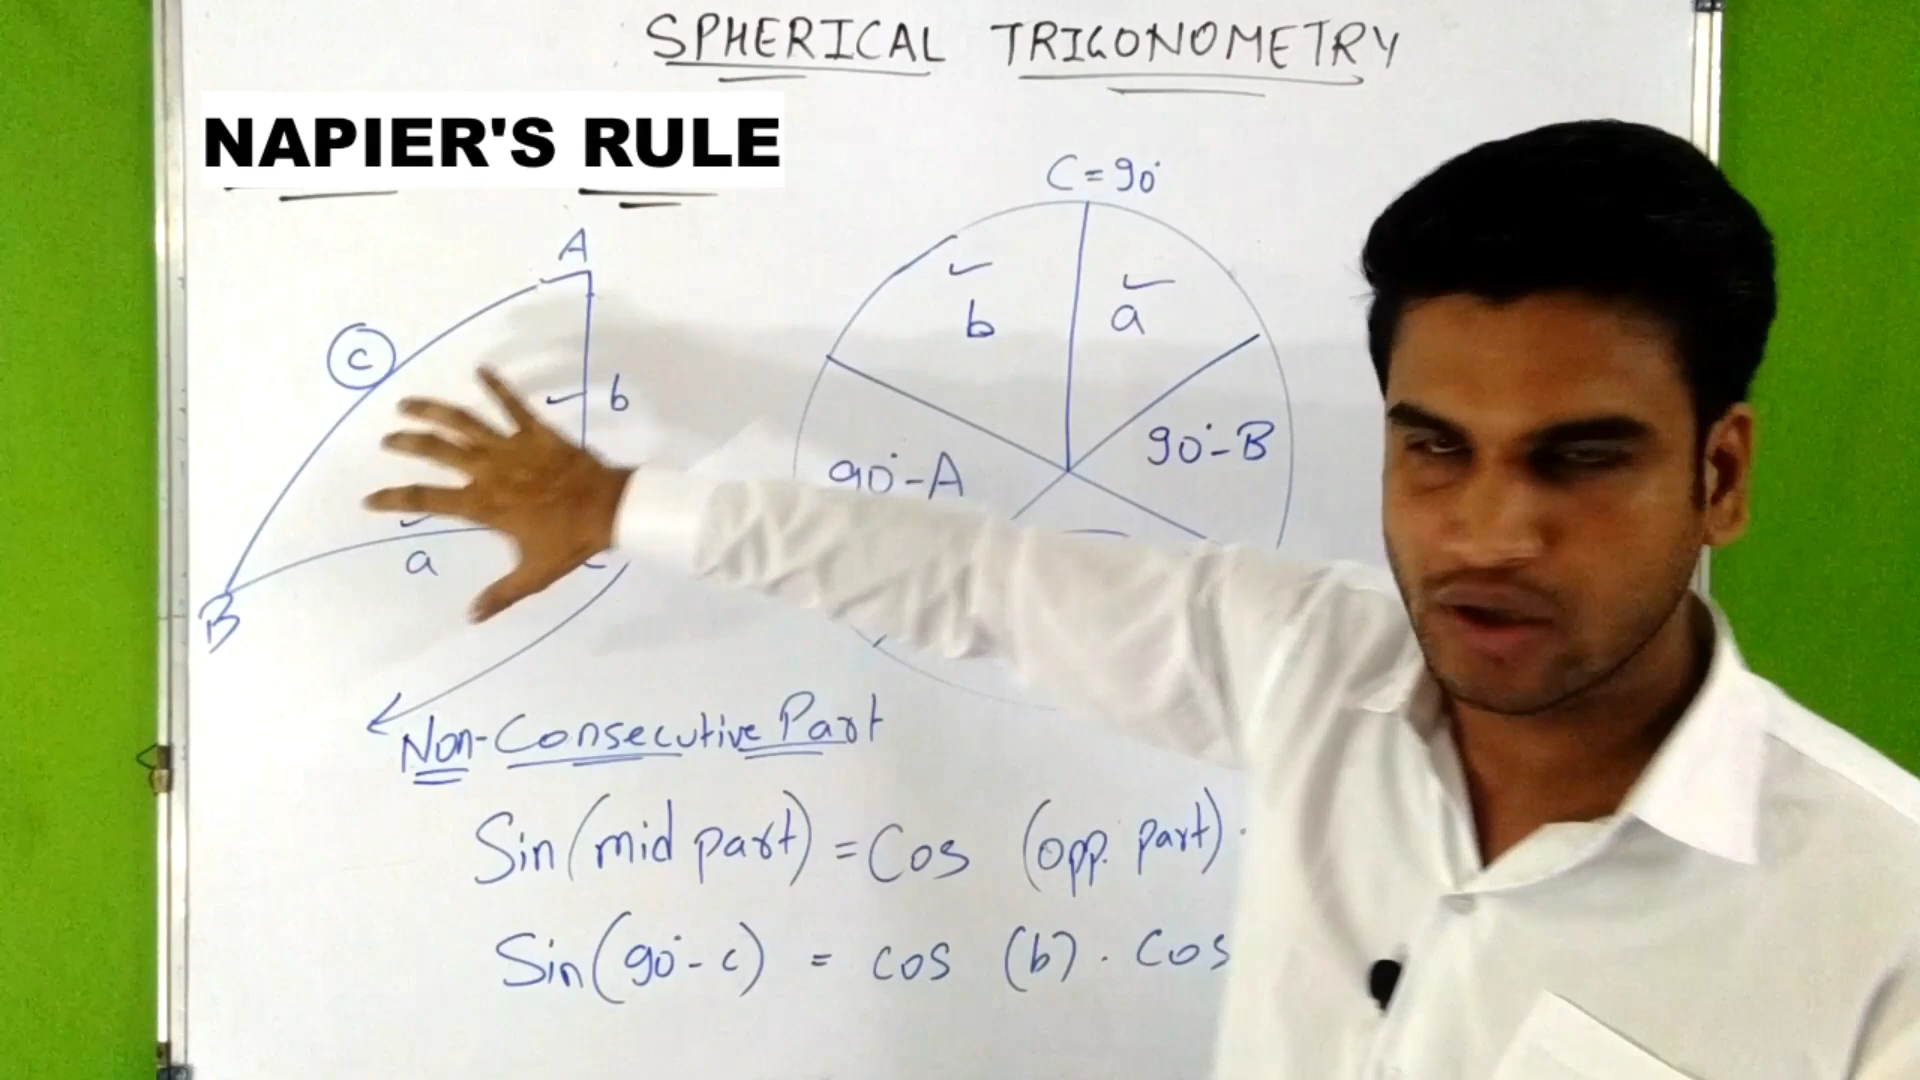 SPHERICAL TRIGONOMETRY
NAPIER'S RULE
C = 90°
A
c
b
a
B
b
a
90°-A
90°-B
Non-Consecutive Part
Sin(mid part) = Cos (opp. part) .
Sin(90°-c) = cos (b) . Cos